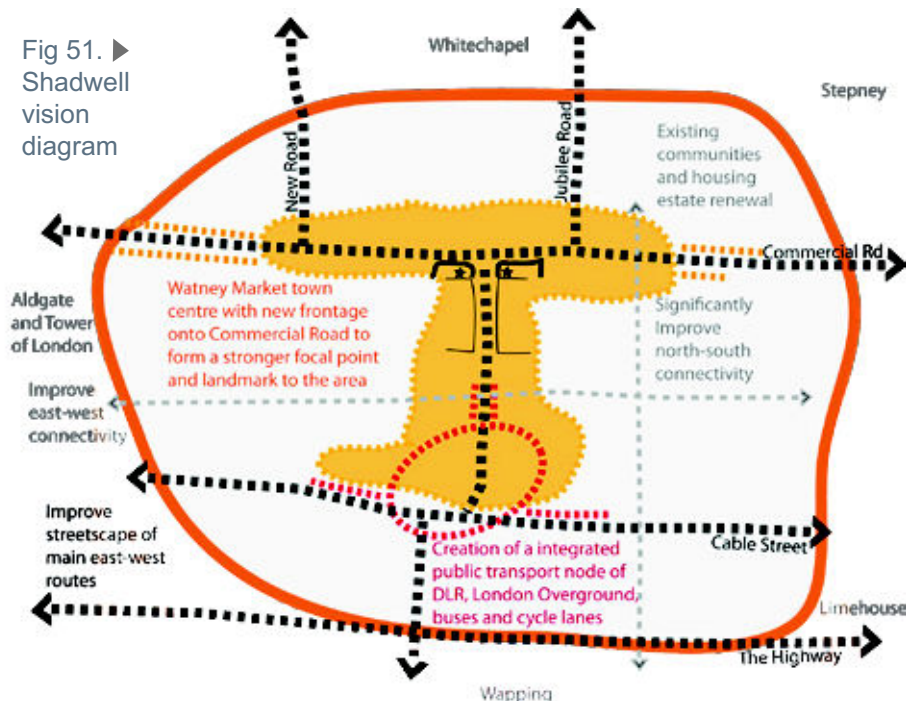 Fig 51. ▶
Shadwell
vision
diagram
Whitechapel
Stepney
New Road
Jubilee Road
Existing
communities
and housing
estate renewal
Commercial Rd
Aldgate
and Tower
of London
Watney Market town
centre with new frontage
onto Commercial Road to
form a stronger focal point
and landmark to the area
Significantly
Improve
north-south
connectivity
Improve
east-west
connectivity
Improve
streetscape of
main east-west
routes
Cable Street
Creation of a integrated
public transport node of
DLR, London Overground,
buses and cycle lanes
Limehouse
The Highway
Wapping